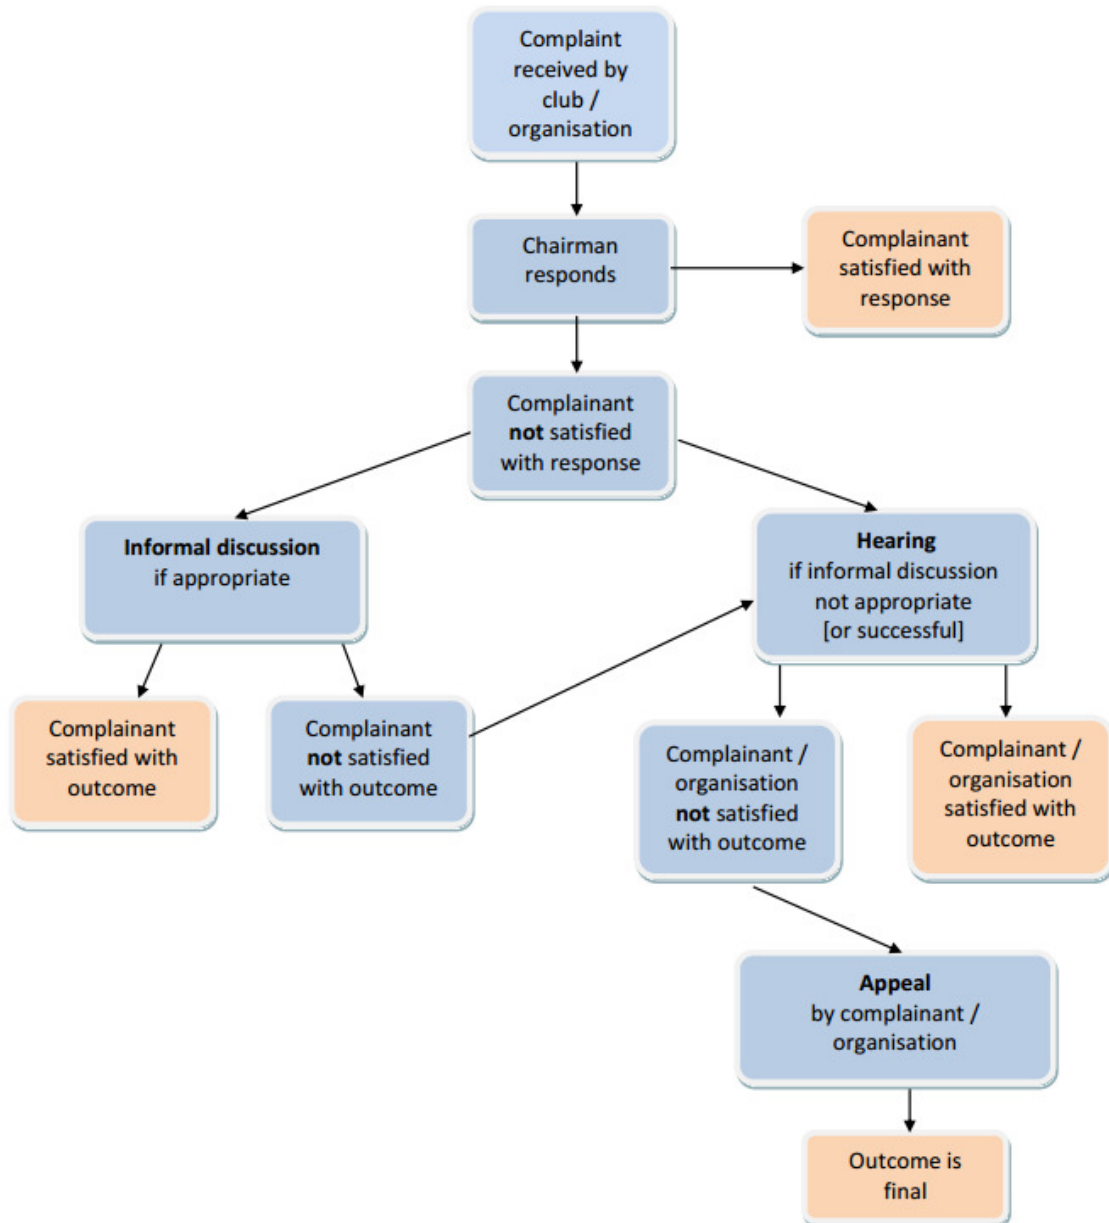 Complaint
received by
club /
organisation
Chairman
responds
Complainant
satisfied with
response
Complainant
not satisfied
with response
Informal discussion
if appropriate
Hearing
if informal discussion
not appropriate
[or successful]
Complainant
satisfied with
outcome
Complainant
not satisfied
with outcome
Complainant /
organisation
not satisfied
with outcome
Complainant /
organisation
satisfied with
outcome
Appeal
by complainant /
organisation
Outcome is
final